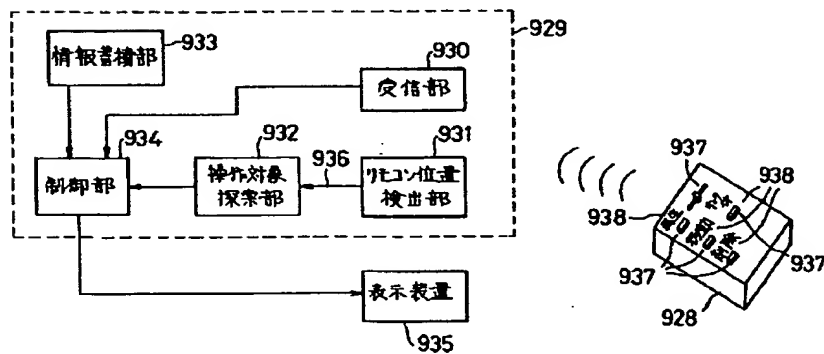 933
情報蓄積部
929
930
受信部
934
制御部
932
操作対象
探索部
936
931
リモコン位置
検出部
937
938
938
937
937
928
表示装置
935